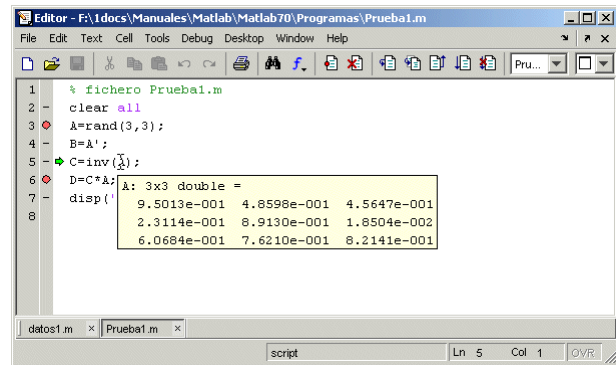 Editor - F:\1docs\Manuales\Matlab\Matlab70\Programas\Prueba1.m
File Edit Text Cell Tools Debug Desktop Window Help
Pru...
1 % fichero Prueba1.m
2 - clear all
3 A=rand(3,3);
4 - B=A';
5 - C=inv(A);
6 D=C*A;
7 - disp('
8
A: 3x3 double =
9.5013e-001 4.8598e-001 4.5647e-001
2.3114e-001 8.9130e-001 1.8504e-002
6.0684e-001 7.6210e-001 8.2141e-001
datos1.m × Prueba1.m ×
script Ln 5 Col 1 OVR